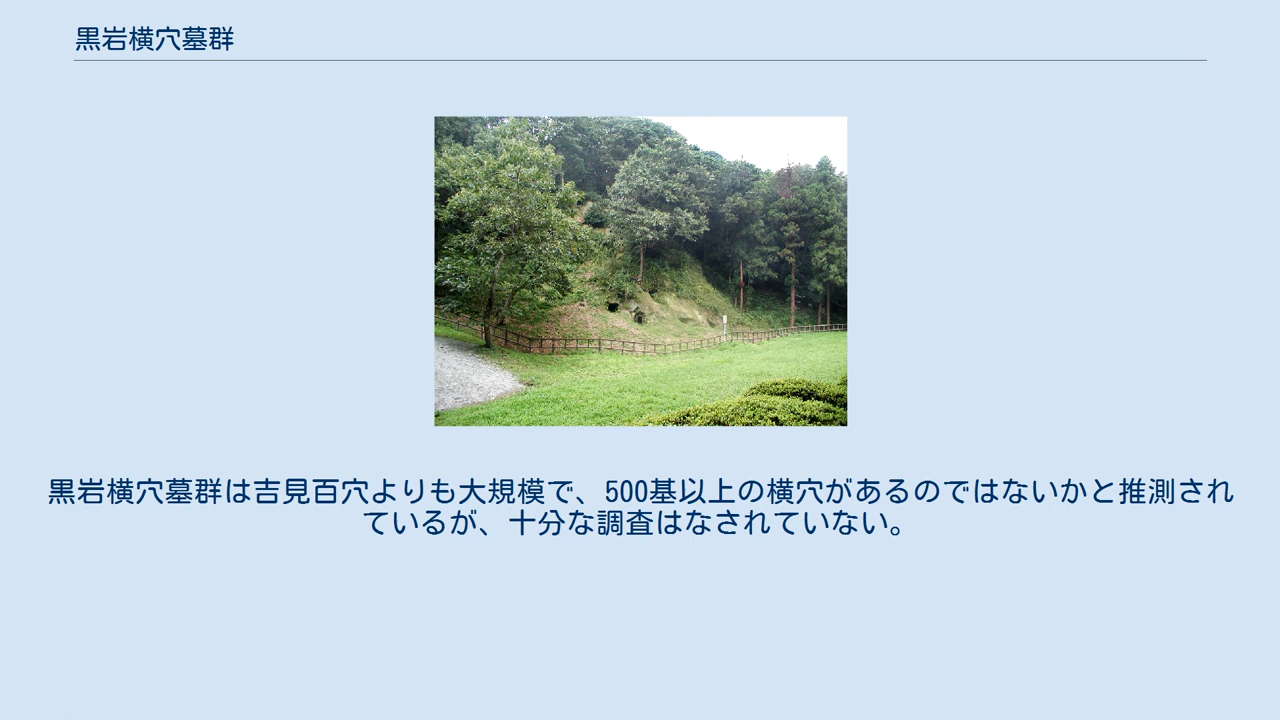 黒岩横穴墓群
黒岩横穴墓群は吉見百穴よりも大規模で、500基以上の横穴があるのではないかと推測され
ているが、十分な調査はなされていない。